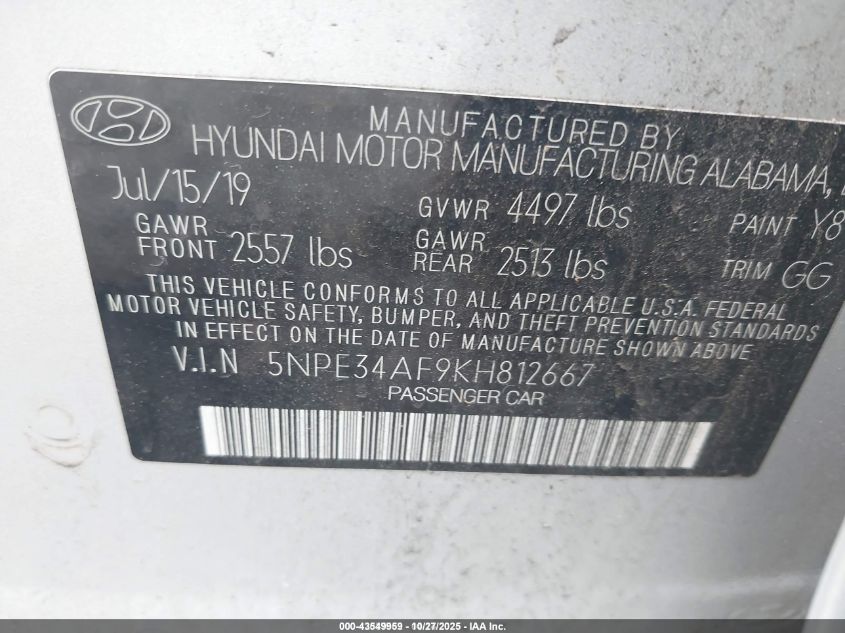 MANUFACTURED BY
HYUNDAI MOTOR MANUFACTURING ALABAMA,
Jul/15/19
GVWR 4497 lbs
PAINT Y8
GAWR
FRONT 2557 lbs
GAWR
REAR 2513 lbs
TRIM GG
THIS VEHICLE CONFORMS TO ALL APPLICABLE U.S.A. FEDERAL
MOTOR VEHICLE SAFETY, BUMPER, AND THEFT PREVENTION STANDARDS
IN EFFECT ON THE DATE OF MANUFACTURE SHOWN ABOVE
V.I.N 5NPE34AF9KH812667
PASSENGER CAR
000-43549959 - 10/27/2025 - IAA Inc.